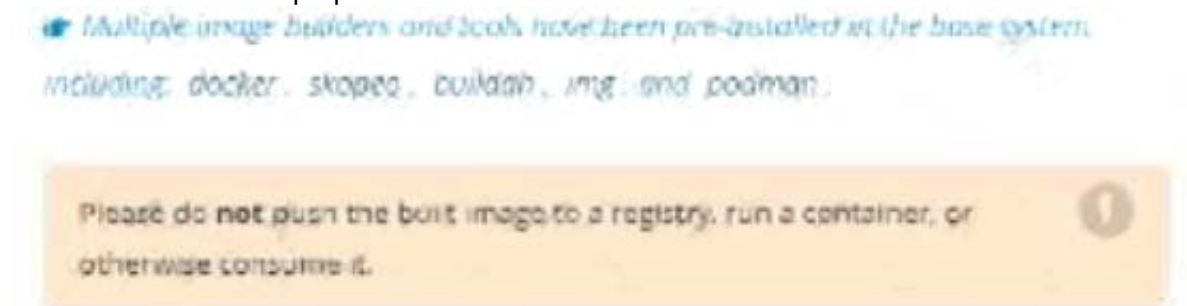 Multiple image builders and tools have been pre-installed in the base system,
including: docker, skopeo, buildah, img, and podman.
Please do not push the built image to a registry, run a container, or
otherwise consume it.